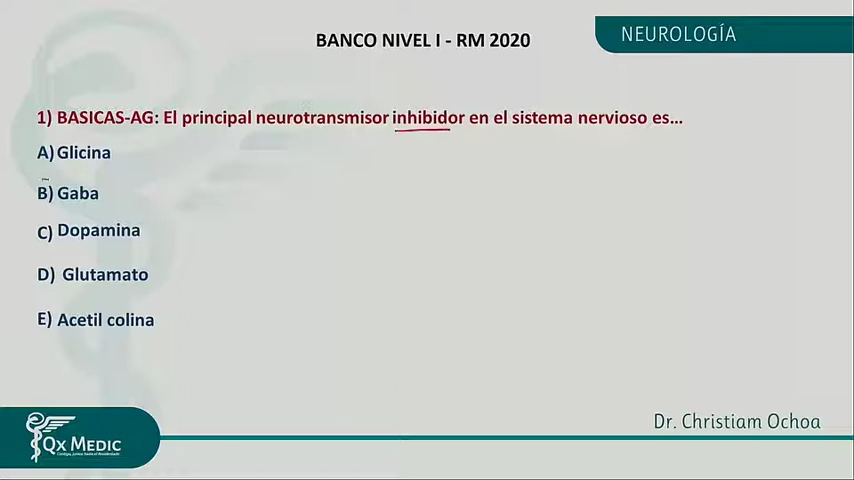 NEUROLOGÍA
BANCO NIVEL I - RM 2020
1) BASICAS-AG: El principal neurotransmisor inhibidor en el sistema nervioso es...
A) Glicina
B) Gaba
C) Dopamina
D) Glutamato
E) Acetil colina
Dr. Christiam Ochoa
QX MEDIC